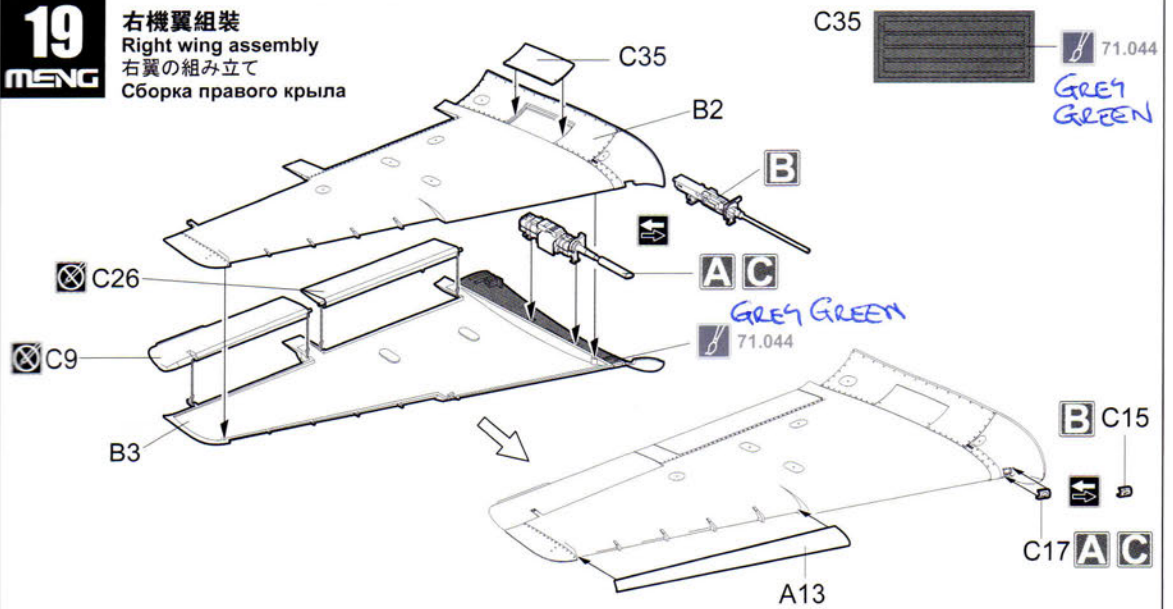 19
MENG
右機翼組裝
Right wing assembly
右翼の組み立て
Сборка правого крыла
C35
71.044
GREY
GREEN
C35
B2
B
A C
C26
GREY GREEN
71.044
C9
B3
B C15
C17 A C
A13